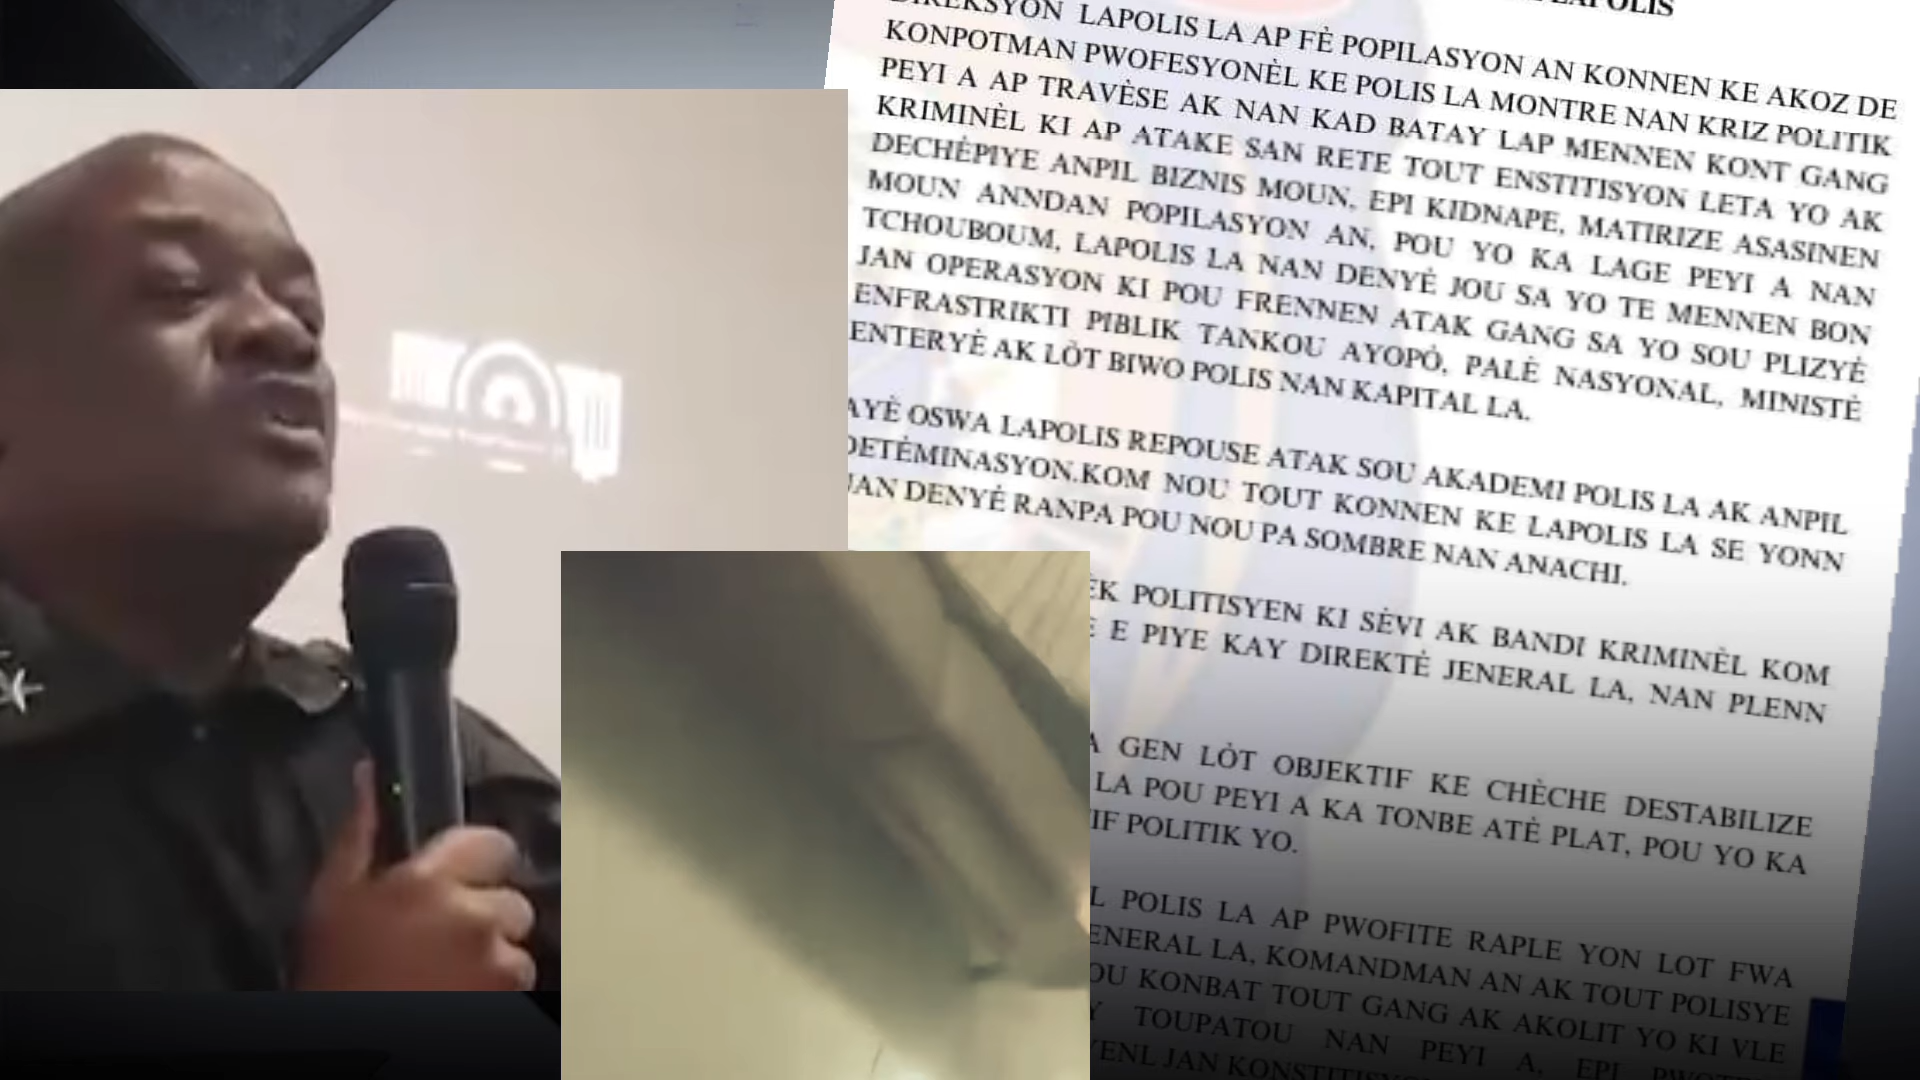 LAPOLIS
DIREKSYON LAPOLIS LA AP FÈ POPILASYON AN KONNEN KE AKOZ DE
KONPOTMAN PWOFESYONÈL KE POLIS LA MONTRE NAN KRIZ POLITIK
PEYI A AP TRAVÈSE AK NAN KAD BATAY LAP MENNEN KONT GANG
KRIMINÈL KI AP ATAKE SAN RETE TOUT ENSTITISYON LETA YO AK
DECHÈPIYE ANPIL BIZNIS MOUN, EPI KIDNAPE, MATIRIZE ASASINEN
MOUN ANNDAN POPILASYON AN, POU YO KA LAGE PEYI A NAN
TCHOUBOUM, LAPOLIS LA NAN DENYÈ JOU SA YO TE MENNEN BON
JAN OPERASYON KI POU FRENNEN ATAK GANG SA YO SOU PLIZYÈ
ENFRASTRIKTI PIBLIK TANKOU AYOPÒ, PALÈ NASYONAL, MINISTÈ
ENTERYÈ AK LÒT BIWO POLIS NAN KAPITAL LA.
AYÈ OSWA LAPOLIS REPOUSE ATAK SOU AKADEMI POLIS LA AK ANPIL
DETÈMINASYON.KOM NOU TOUT KONNEN KE LAPOLIS LA SE YONN
NAN DENYÈ RANPA POU NOU PA SOMBRE NAN ANACHI.
ÈK POLITISYEN KI SÈVI AK BANDI KRIMINÈL KOM
E E PIYE KAY DIREKTÈ JENERAL LA, NAN PLENN
A GEN LÒT OBJEKTIF KE CHÈCHE DESTABILIZE
LA POU PEYI A KA TONBE ATÈ PLAT, POU YO KA
IF POLITIK YO.
L POLIS LA AP PWOFITE RAPLE YON LOT FWA
ENERAL LA, KOMANDMAN AN AK TOUT POLISYE
OU KONBAT TOUT GANG AK AKOLIT YO KI VLE
Y TOUPATOU NAN PEYI A, EPI
JAN